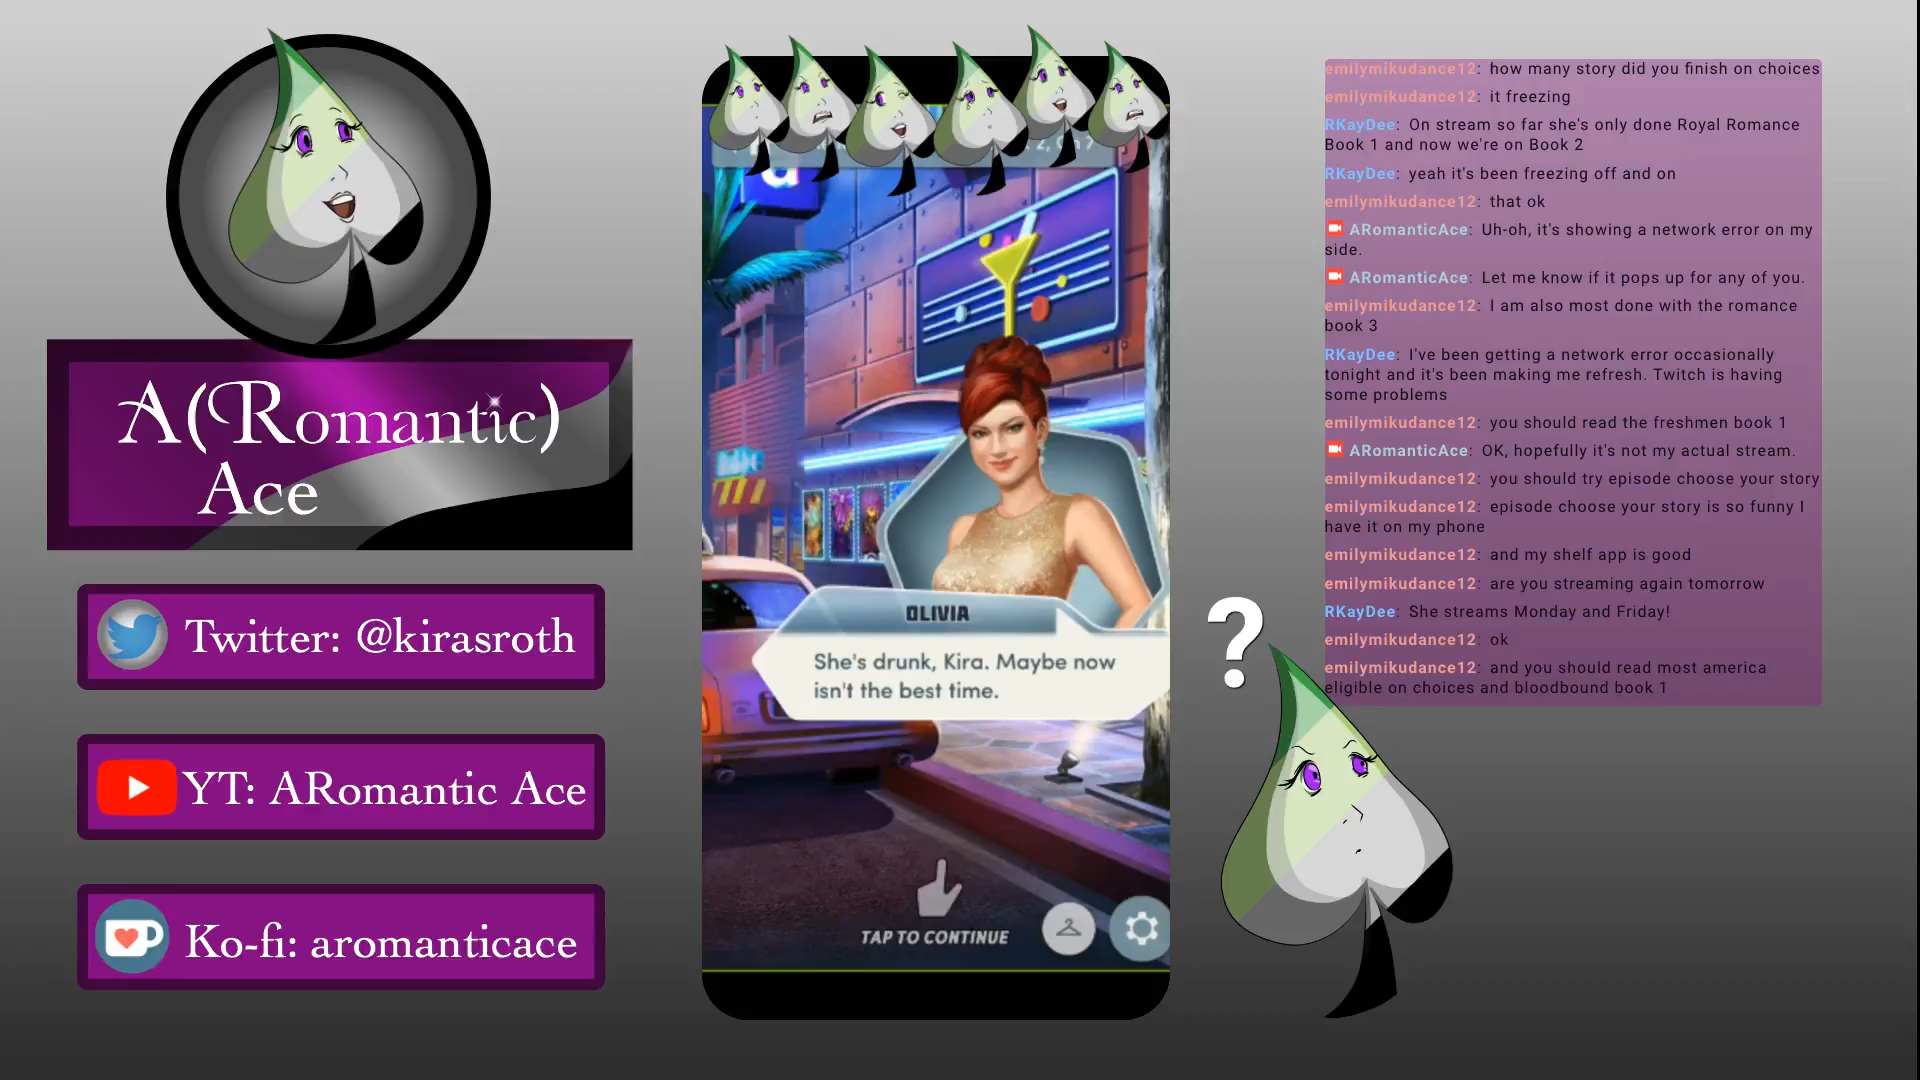 A(Romantic)
Ace
Twitter: @kirasroth
YT: ARomantic Ace
Ko-fi: aromanticace
a
OLIVIA
She's drunk, Kira. Maybe now
isn't the best time.
TAP TO CONTINUE
?
emilymikudance12: how many story did you finish on choices
emilymikudance12: it freezing
RKayDee: On stream so far she's only done Royal Romance
Book 1 and now we're on Book 2
RKayDee: yeah it's been freezing off and on
emilymikudance12: that ok
ARomanticAce: Uh-oh, it's showing a network error on my
side.
ARomanticAce: Let me know if it pops up for any of you.
emilymikudance12: I am also most done with the romance
book 3
RKayDee: I've been getting a network error occasionally
tonight and it's been making me refresh. Twitch is having
some problems
emilymikudance12: you should read the freshmen book 1
ARomanticAce: OK, hopefully it's not my actual stream.
emilymikudance12: you should try episode choose your story
emilymikudance12: episode choose your story is so funny I
have it on my phone
emilymikudance12: and my shelf app is good
emilymikudance12: are you streaming again tomorrow
RKayDee: She streams Monday and Friday!
emilymikudance12: ok
emilymikudance12: and you should read most america
eligible on choices and bloodbound book 1